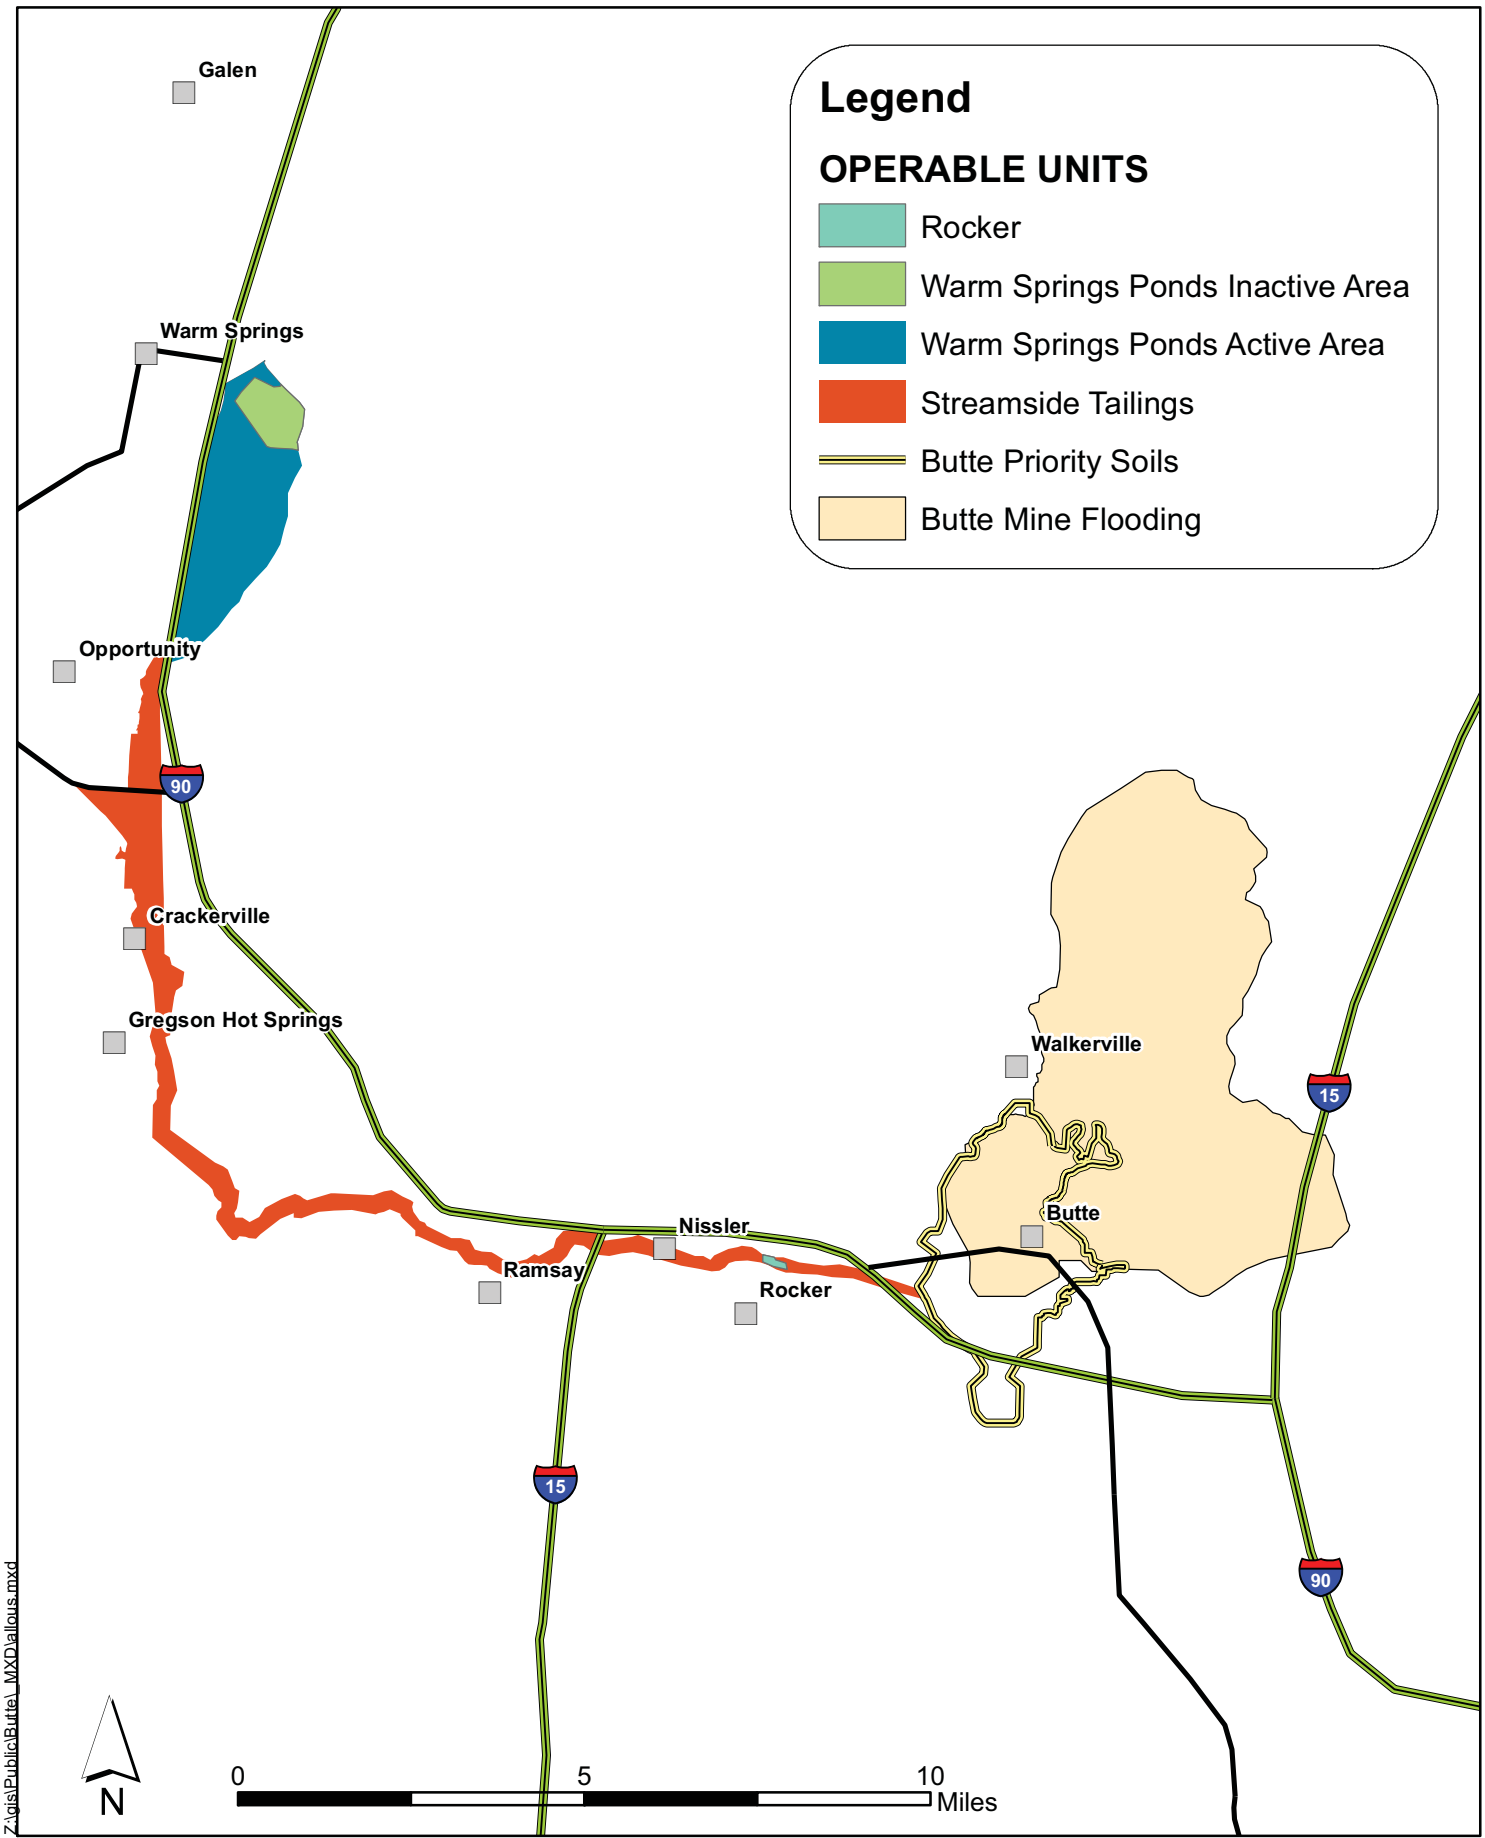 Galen
Legend
OPERABLE UNITS
Rocker
Warm Springs Ponds Inactive Area
Warm Springs Ponds Active Area
Streamside Tailings
Butte Priority Soils
Butte Mine Flooding
Warm Springs
Opportunity
90
Crackerville
Gregson Hot Springs
Walkerville
15
Butte
Nissler
Ramsay
Rocker
15
90
N
0 5 10
Miles
Z:\gis\Public\Butte\_MXD\allous.mxd